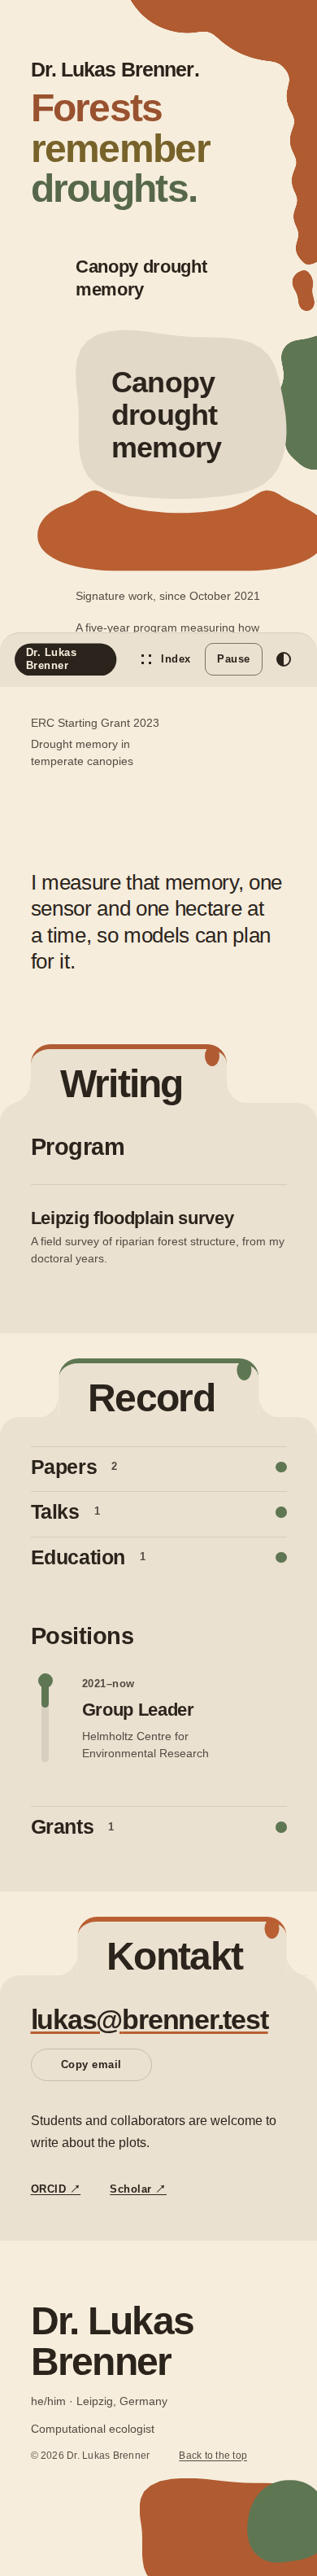 Dr. Lukas Brenner.
Forests
remember
droughts.
Canopy drought
memory
Canopy
drought
memory
Signature work, since October 2021
A five-year program measuring how
Dr. Lukas
Brenner
Index
Pause
ERC Starting Grant 2023
Drought memory in
temperate canopies
I measure that memory, one
sensor and one hectare at
a time, so models can plan
for it.
Writing
Program
Leipzig floodplain survey
A field survey of riparian forest structure, from my
doctoral years.
Record
Papers 2
Talks 1
Education 1
Positions
2021–now
Group Leader
Helmholtz Centre for
Environmental Research
Grants 1
Kontakt
lukas@brenner.test
Copy email
Students and collaborators are welcome to
write about the plots.
ORCID ↗ Scholar ↗
Dr. Lukas
Brenner
he/him · Leipzig, Germany
Computational ecologist
© 2026 Dr. Lukas Brenner Back to the top